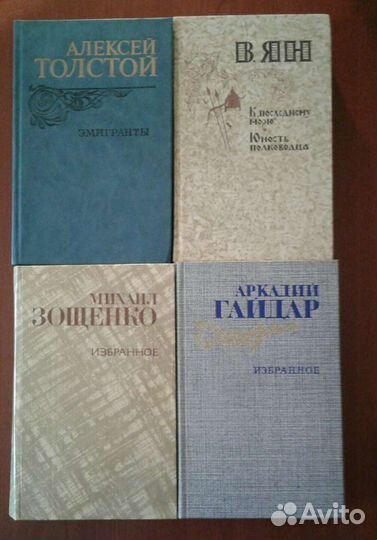 АЛЕКСЕЙ
ТОЛСТОЙ
ЭМИГРАНТЫ
В. ЯН
К последнему
морю
Юность
полководца
МИХАИЛ
ЗОЩЕНКО
ИЗБРАННОЕ
АРКАДИЙ
ГАЙДАР
ИЗБРАННОЕ
Avito